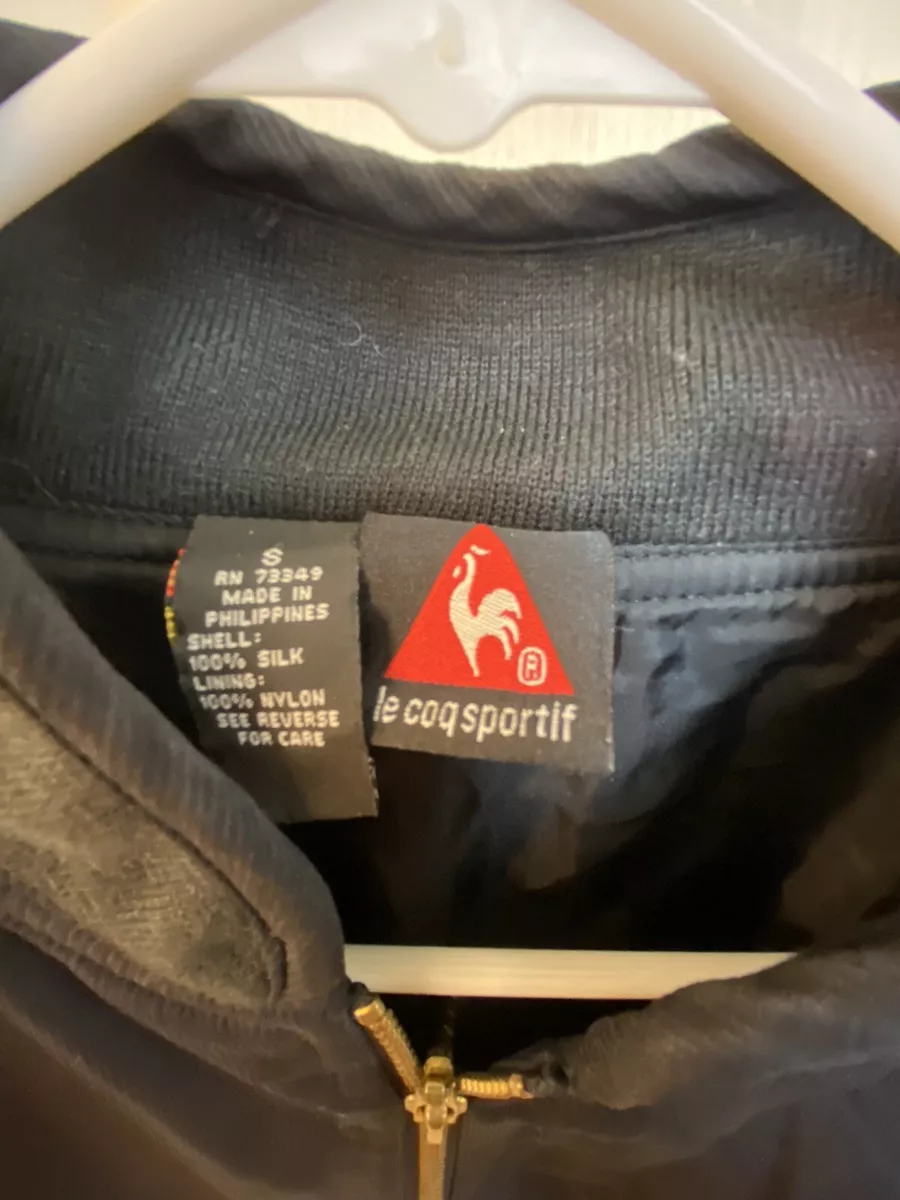 S
RN 73349
MADE IN
PHILIPPINES
SHELL:
100% SILK
LINING:
100% NYLON
SEE REVERSE
FOR CARE
®
le coq sportif